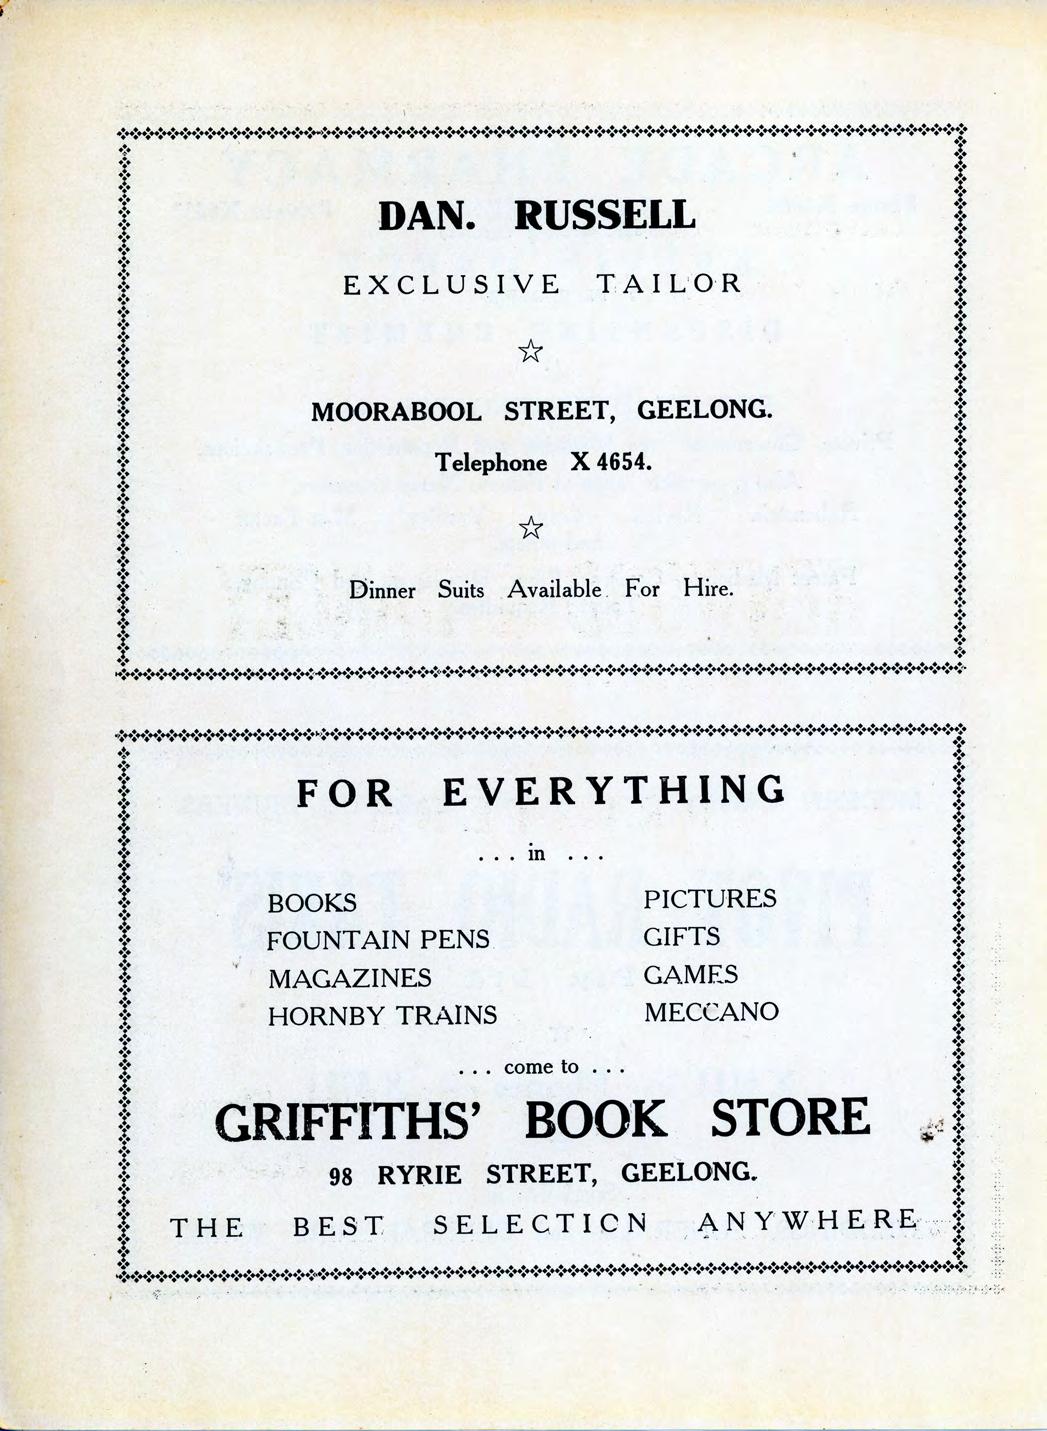 DAN. RUSSELL
EXCLUSIVE TAILOR
MOORABOOL STREET, GEELONG.
Telephone X 4654.
Dinner Suits Available For Hire.
FOR EVERYTHING
... in ...
BOOKS PICTURES
FOUNTAIN PENS GIFTS
MAGAZINES GAMES
HORNBY TRAINS MECCANO
... come to ...
GRIFFITHS' BOOK STORE
98 RYRIE STREET, GEELONG.
THE BEST SELECTION ANYWHERE